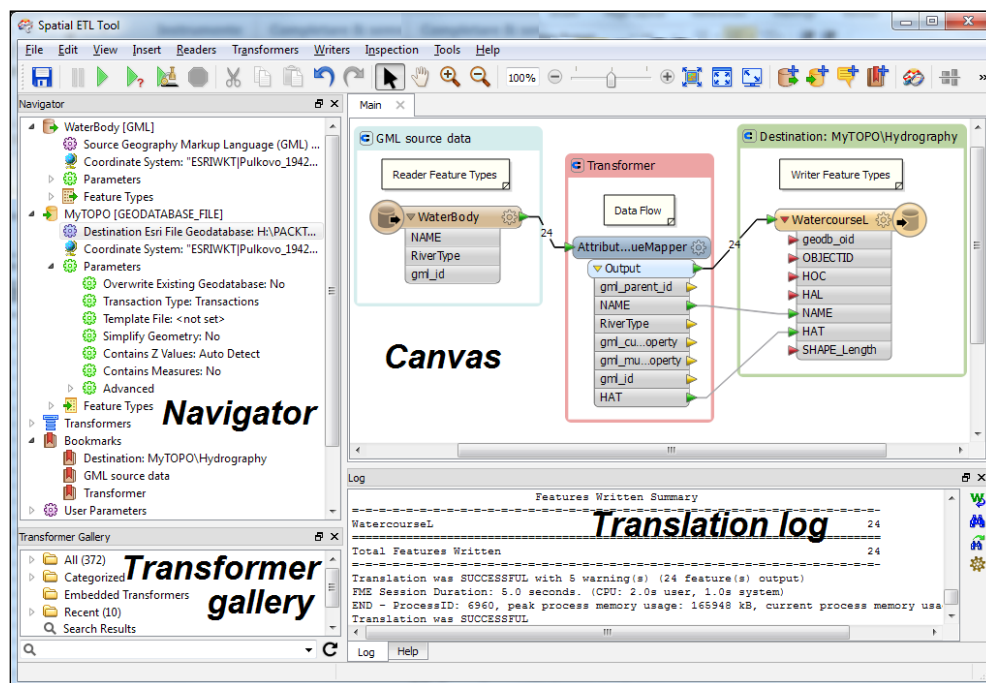 Spatial ETL Tool
File Edit View Insert Readers Transformers Writers Inspection Tools Help
100%
Navigator
WaterBody [GML]
Source Geography Markup Language (GML) ...
Coordinate System: "ESRIWKT|Pulkovo_1942...
Parameters
Feature Types
MyTOPO [GEODATABASE_FILE]
Destination Esri File Geodatabase: H:\PACKT...
Coordinate System: "ESRIWKT|Pulkovo_1942...
Parameters
Overwrite Existing Geodatabase: No
Transaction Type: Transactions
Template File: <not set>
Simplify Geometry: No
Contains Z Values: Auto Detect
Contains Measures: No
Advanced
Feature Types
Navigator
Transformers
Bookmarks
Destination: MyTOPO\Hydrography
GML source data
Transformer
User Parameters
Transformer Gallery
All (372)
Categorized
Embedded Transformers
Recent (10)
Search Results
Transformer
gallery
Main
GML source data
Reader Feature Types
WaterBody
NAME
RiverType
gml_id
24
Transformer
Data Flow
Attribut...ueMapper
Output
gml_parent_id
NAME
RiverType
gml_cu...operty
gml_mu...operty
gml_id
HAT
24
Destination: MyTOPO\Hydrography
Writer Feature Types
WatercourseL
geodb_oid
OBJECTID
HOC
HAL
NAME
HAT
SHAPE_Length
Canvas
Log
Features Written Summary
WatercourseL 24
Total Features Written 24
Translation was SUCCESSFUL with 5 warning(s) (24 feature(s) output)
FME Session Duration: 5.0 seconds. (CPU: 2.0s user, 1.0s system)
END - ProcessID: 6960, peak process memory usage: 165948 kB, current process memory usa
Translation was SUCCESSFUL
Translation log
Log Help